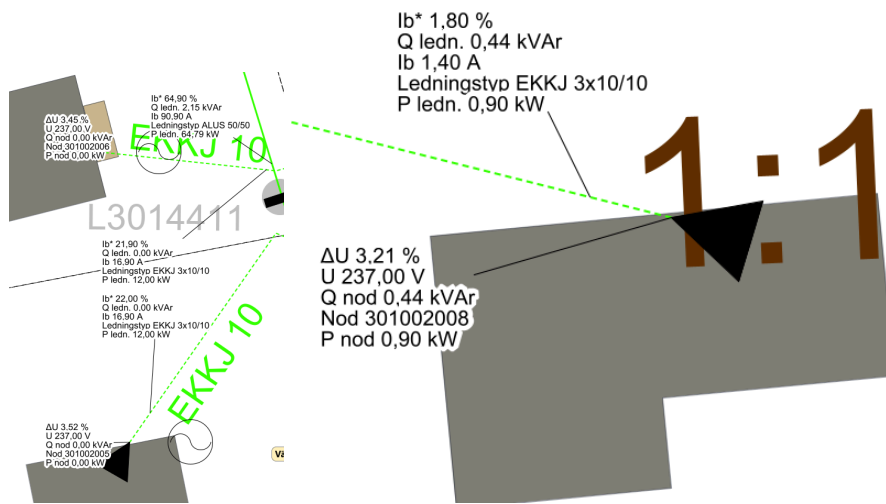 Ib* 64,90 %
Q ledn. 2,15 kVAr
Ib 90,90 A
Ledningstyp ALUS 50/50
P ledn. 64,79 kW
ΔU 3,45 %
U 237,00 V
Q nod 0,00 kVAr
Nod 301002006
P nod 0,00 kW
EKKJ 10
L3014411
Ib* 21,90 %
Q ledn. 0,00 kVAr
Ib 16,90 A
Ledningstyp EKKJ 3x10/10
P ledn. 12,00 kW
Ib* 22,00 %
Q ledn. 0,00 kVAr
Ib 16,90 A
Ledningstyp EKKJ 3x10/10
P ledn. 12,00 kW
EKKJ 10
ΔU 3,52 %
U 237,00 V
Q nod 0,00 kVAr
Nod 301002005
P nod 0,00 kW
Vä
Ib* 1,80 %
Q ledn. 0,44 kVAr
Ib 1,40 A
Ledningstyp EKKJ 3x10/10
P ledn. 0,90 kW
1:1
ΔU 3,21 %
U 237,00 V
Q nod 0,44 kVAr
Nod 301002008
P nod 0,90 kW